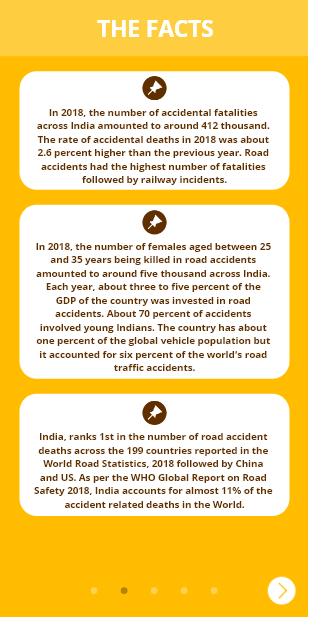 THE FACTS
In 2018, the number of accidental fatalities
across India amounted to around 412 thousand.
The rate of accidental deaths in 2018 was about
2.6 percent higher than the previous year. Road
accidents had the highest number of fatalities
followed by railway incidents.
In 2018, the number of females aged between 25
and 35 years being killed in road accidents
amounted to around five thousand across India.
Each year, about three to five percent of the
GDP of the country was invested in road
accidents. About 70 percent of accidents
involved young Indians. The country has about
one percent of the global vehicle population but
it accounted for six percent of the world's road
traffic accidents.
India, ranks 1st in the number of road accident
deaths across the 199 countries reported in the
World Road Statistics, 2018 followed by China
and US. As per the WHO Global Report on Road
Safety 2018, India accounts for almost 11% of the
accident related deaths in the World.